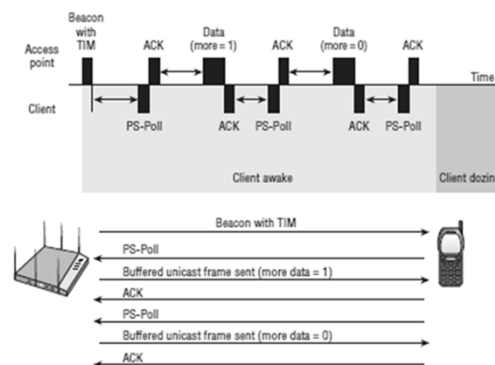 Beacon
with
TIM
ACK
Data
(more = 1)
ACK
Data
(more = 0)
ACK
Access
point
Time
Client
PS-Poll
ACK
PS-Poll
ACK
PS-Poll
Client awake
Client dozin
Beacon with TIM
PS-Poll
Buffered unicast frame sent (more data = 1)
ACK
PS-Poll
Buffered unicast frame sent (more data = 0)
ACK